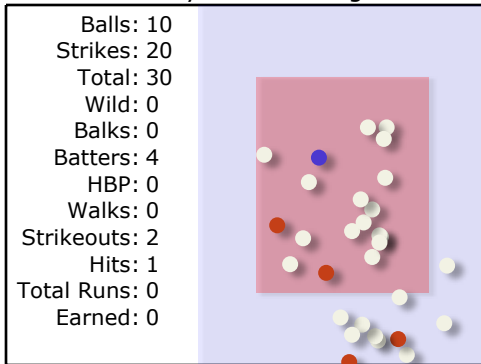 Balls: 10
Strikes: 20
Total: 30
Wild: 0
Balks: 0
Batters: 4
HBP: 0
Walks: 0
Strikeouts: 2
Hits: 1
Total Runs: 0
Earned: 0